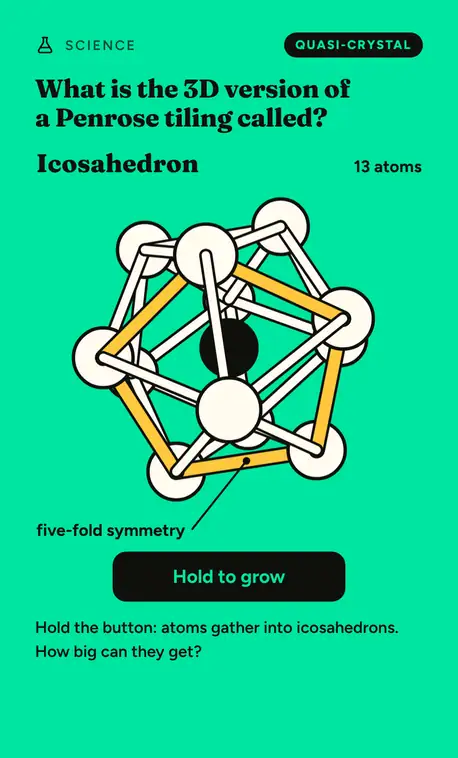 SCIENCE
QUASI-CRYSTAL
What is the 3D version of
a Penrose tiling called?
Icosahedron
13 atoms
five-fold symmetry
Hold to grow
Hold the button: atoms gather into icosahedrons.
How big can they get?